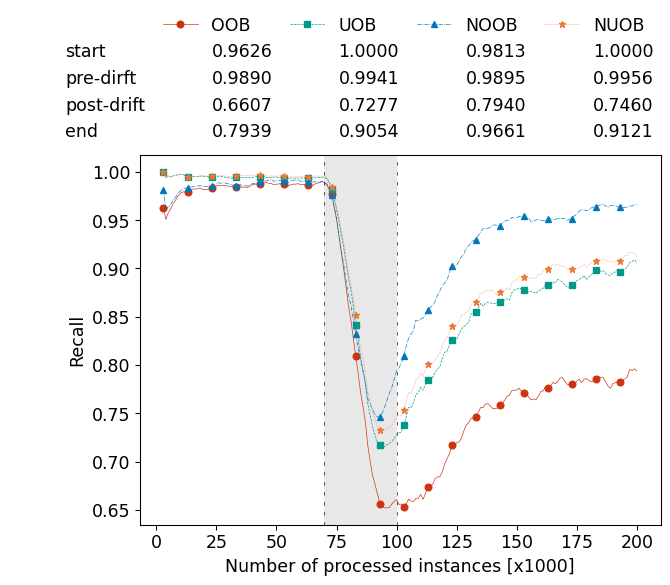 OOB UOB NOOB NUOB
start 0.9626 1.0000 0.9813 1.0000
pre-dirft 0.9890 0.9941 0.9895 0.9956
post-drift 0.6607 0.7277 0.7940 0.7460
end 0.7939 0.9054 0.9661 0.9121
1.00
0.95
0.90
0.85
0.80
0.75
0.70
0.65
Recall
0 25 50 75 100 125 150 175 200
Number of processed instances [x1000]